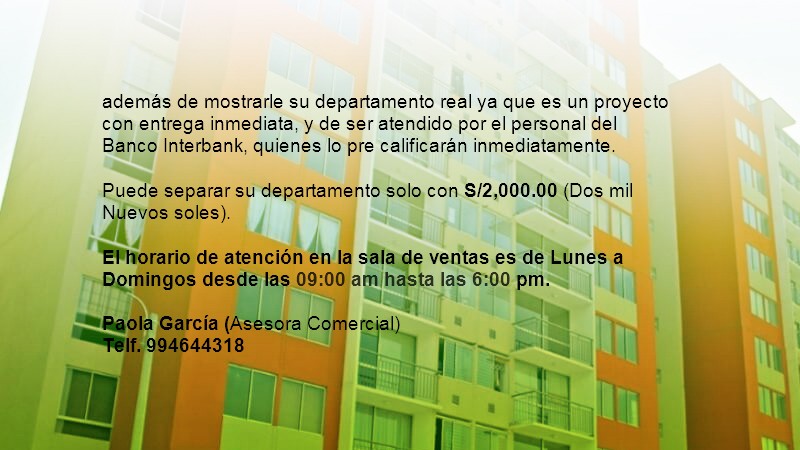 además de mostrarle su departamento real ya que es un proyecto
con entrega inmediata, y de ser atendido por el personal del
Banco Interbank, quienes lo pre calificarán inmediatamente.
Puede separar su departamento solo con S/2,000.00 (Dos mil
Nuevos soles).
El horario de atención en la sala de ventas es de Lunes a
Domingos desde las 09:00 am hasta las 6:00 pm.
Paola García (Asesora Comercial)
Telf. 994644318